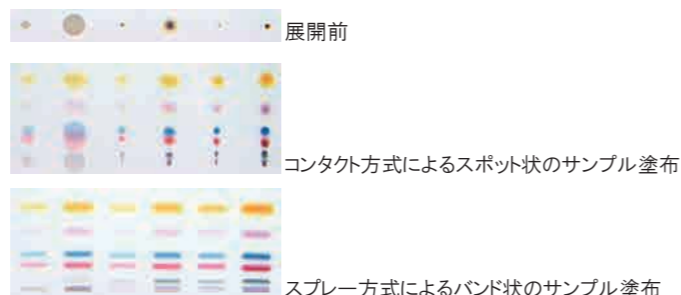 展開前
コンタクト方式によるスポット状のサンプル塗布
スプレー方式によるバンド状のサンプル塗布